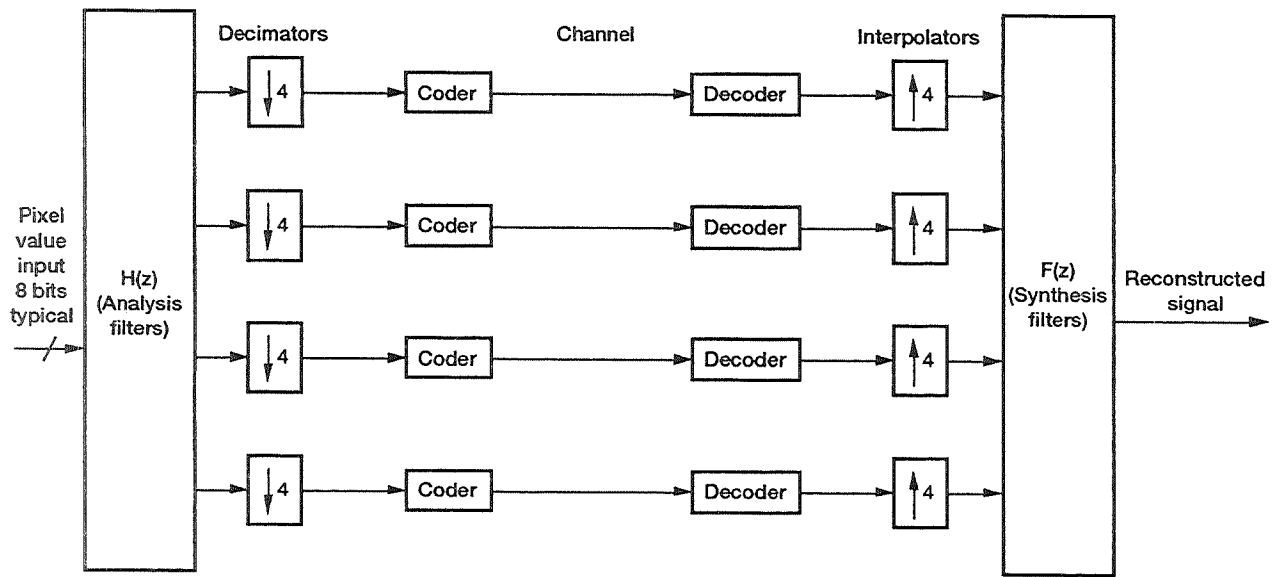 Decimators
Channel
Interpolators
↓ 4
Coder
Decoder
↑ 4
↓ 4
Coder
Decoder
↑ 4
Pixel
value
input
8 bits
typical
H(z)
(Analysis
filters)
F(z)
(Synthesis
filters)
Reconstructed
signal
↓ 4
Coder
Decoder
↑ 4
↓ 4
Coder
Decoder
↑ 4